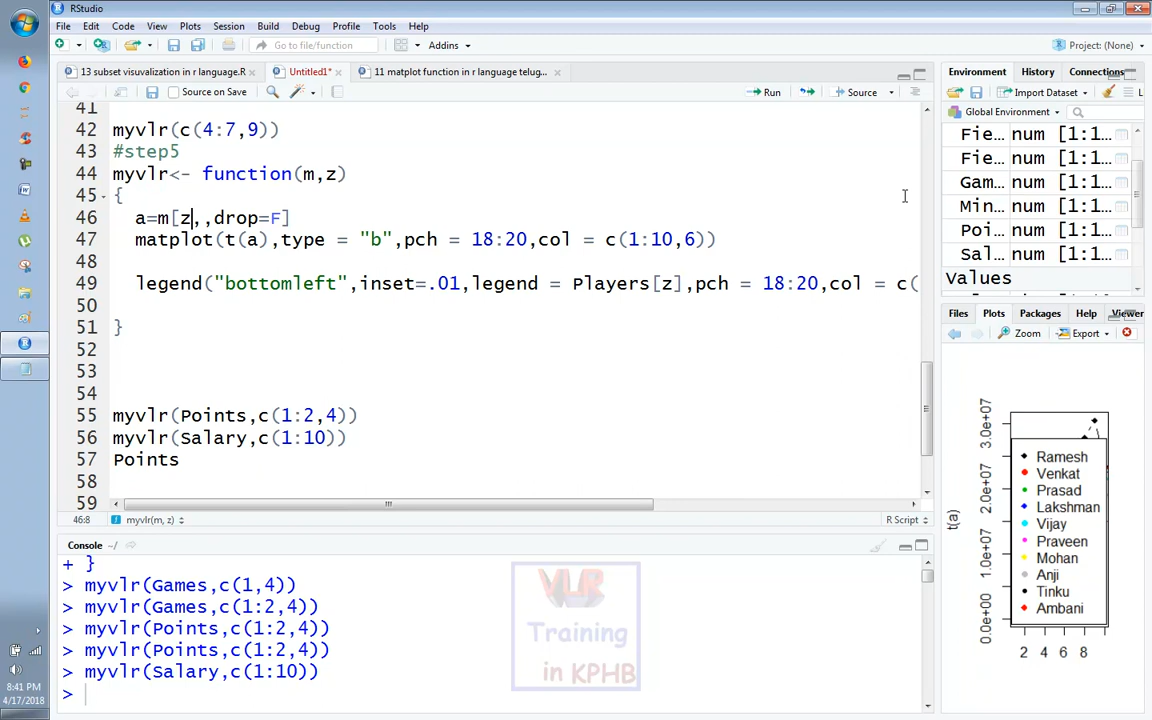 RStudio
File Edit Code View Plots Session Build Debug Profile Tools Help
Go to file/function
Addins
Project: (None)
13 subset visuvalization in r language.R
Untitled1*
11 matplot function in r language telug...
Source on Save
Run
Source
41
42 myvlr(c(4:7,9))
43 #step5
44 myvlr<- function(m,z)
45 {
46 a=m[z,,drop=F]
47 matplot(t(a),type = "b",pch = 18:20,col = c(1:10,6))
48
49 legend("bottomleft",inset=.01,legend = Players[z],pch = 18:20,col = c(
50
51 }
52
53
54
55 myvlr(Points,c(1:2,4))
56 myvlr(Salary,c(1:10))
57 Points
58
59
46:8 myvlr(m, z) R Script
Console ~/
+ }
> myvlr(Games,c(1,4))
> myvlr(Games,c(1:2,4))
> myvlr(Points,c(1:2,4))
> myvlr(Points,c(1:2,4))
> myvlr(Salary,c(1:10))
>
VLR
Training
in KPHB
Environment History Connections
Import Dataset
Global Environment
Fie… num [1:1…
Fie… num [1:1…
Gam… num [1:1…
Min… num [1:1…
Poi… num [1:1…
Sal… num [1:1…
Values
Files Plots Packages Help Viewer
Zoom Export
t(a)
3.0e+07
2.0e+07
1.0e+07
0.0e+00
Ramesh
Venkat
Prasad
Lakshman
Vijay
Praveen
Mohan
Anji
Tinku
Ambani
2 4 6 8
8:41 PM
4/17/2018